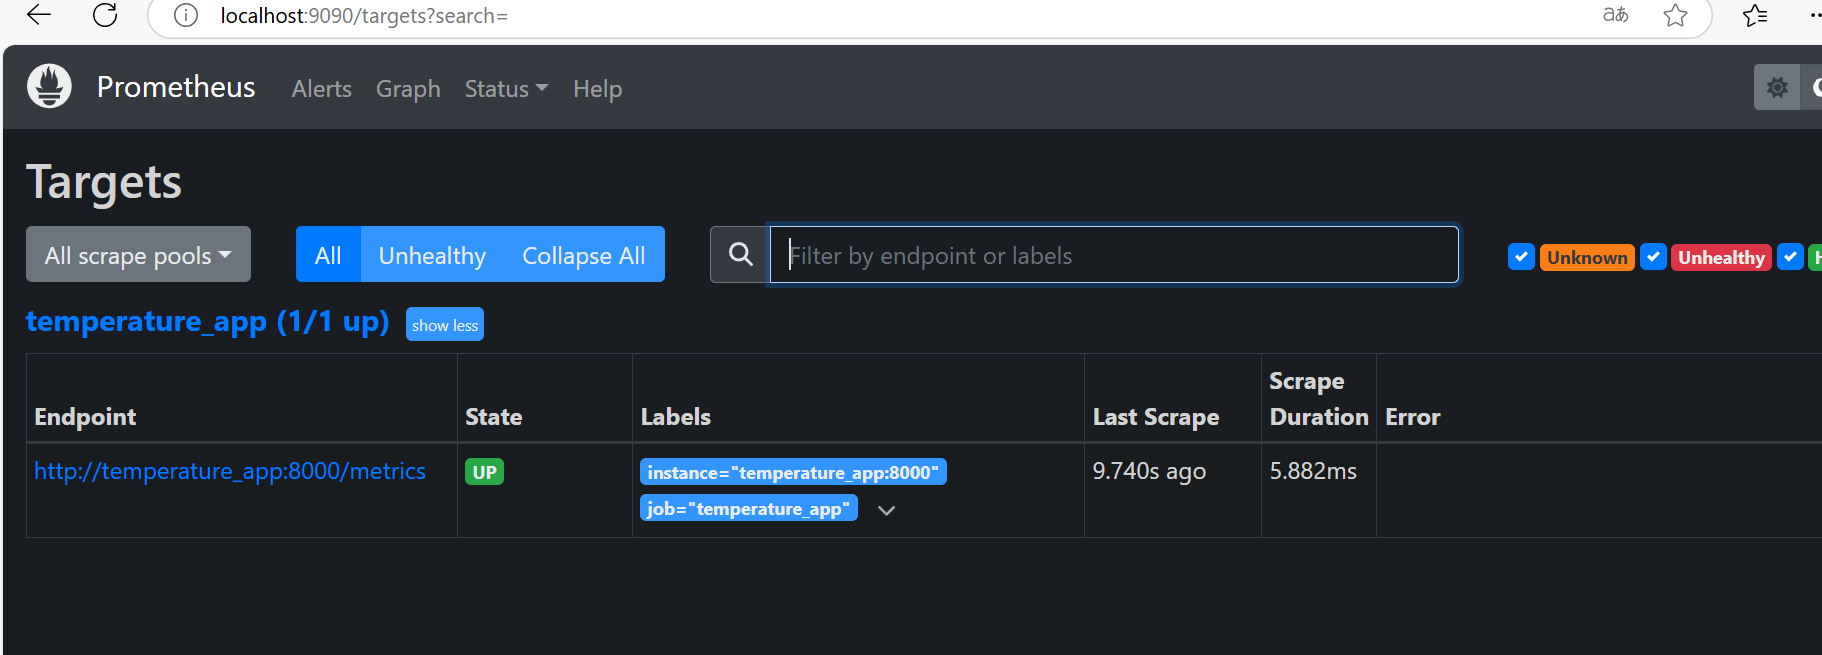 localhost:9090/targets?search=
aあ
Prometheus Alerts Graph Status Help
Targets
All scrape pools All Unhealthy Collapse All Filter by endpoint or labels Unknown Unhealthy
temperature_app (1/1 up) show less
Endpoint State Labels Last Scrape Scrape Duration Error
http://temperature_app:8000/metrics UP instance="temperature_app:8000" 9.740s ago 5.882ms
job="temperature_app"